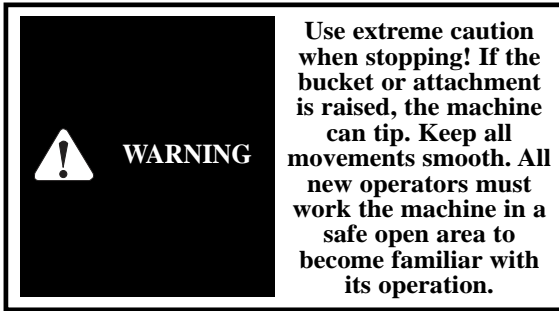 WARNING
Use extreme caution
when stopping! If the
bucket or attachment
is raised, the machine
can tip. Keep all
movements smooth. All
new operators must
work the machine in a
safe open area to
become familiar with
its operation.